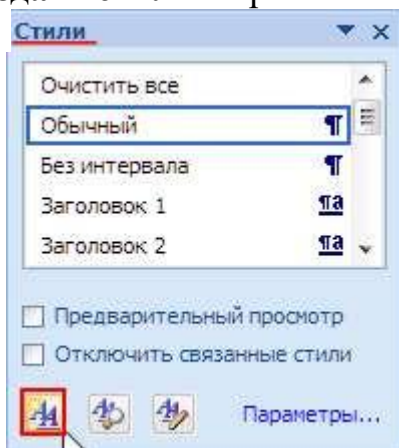 Стили
Очистить все
Обычный
Без интервала
Заголовок 1
Заголовок 2
Предварительный просмотр
Отключить связанные стили
Параметры...